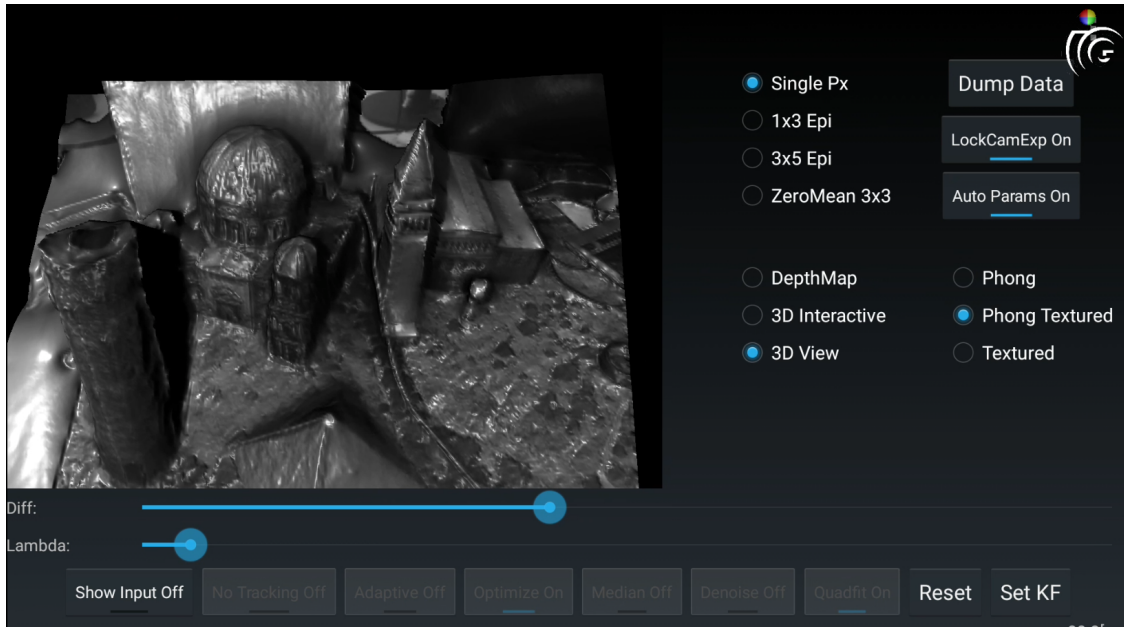 Single Px
Dump Data
1x3 Epi
LockCamExp On
3x5 Epi
ZeroMean 3x3
Auto Params On
DepthMap
Phong
3D Interactive
Phong Textured
3D View
Textured
Diff:
Lambda:
Show Input Off
No Tracking Off
Adaptive Off
Optimize On
Median Off
Denoise Off
Quadfit On
Reset
Set KF